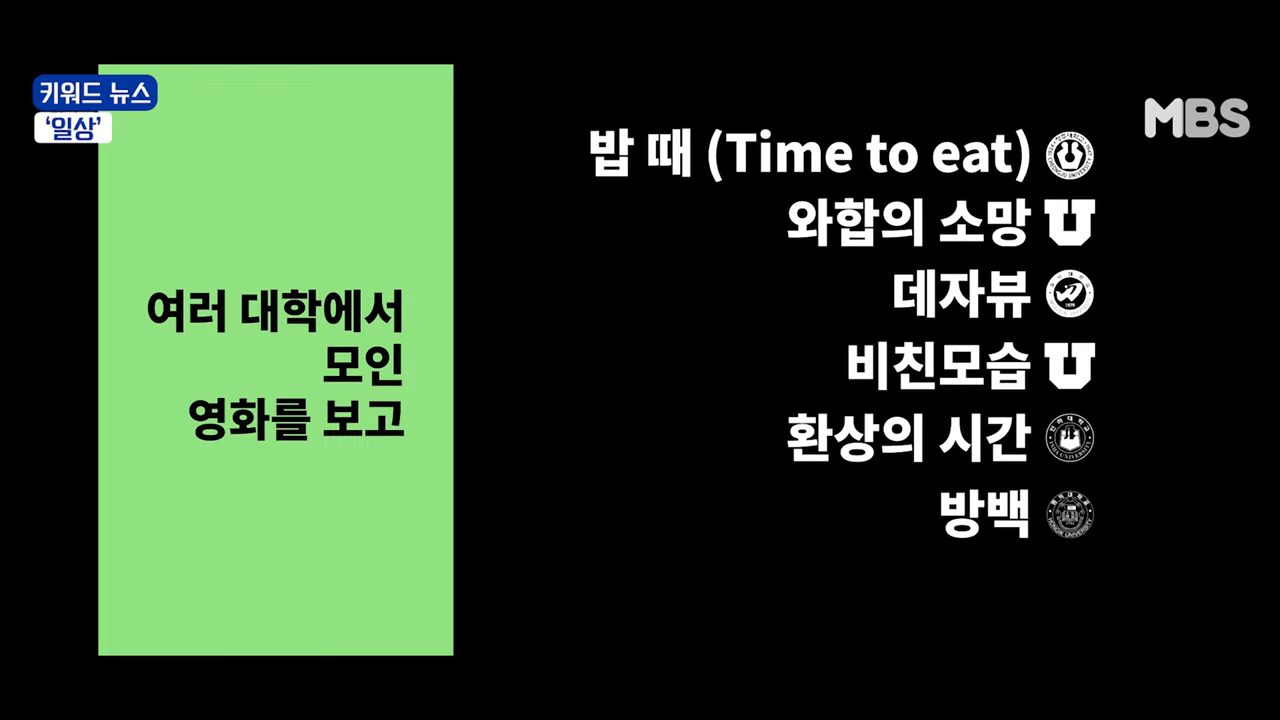 키워드 뉴스
‘일상’
MBS
여러 대학에서
모인
영화를 보고
밥 때 (Time to eat)
와합의 소망
데자뷰
비친모습
환상의 시간
방백